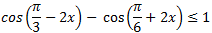 cos(π/3 − 2x) − cos(π/6 + 2x) ≤ 1